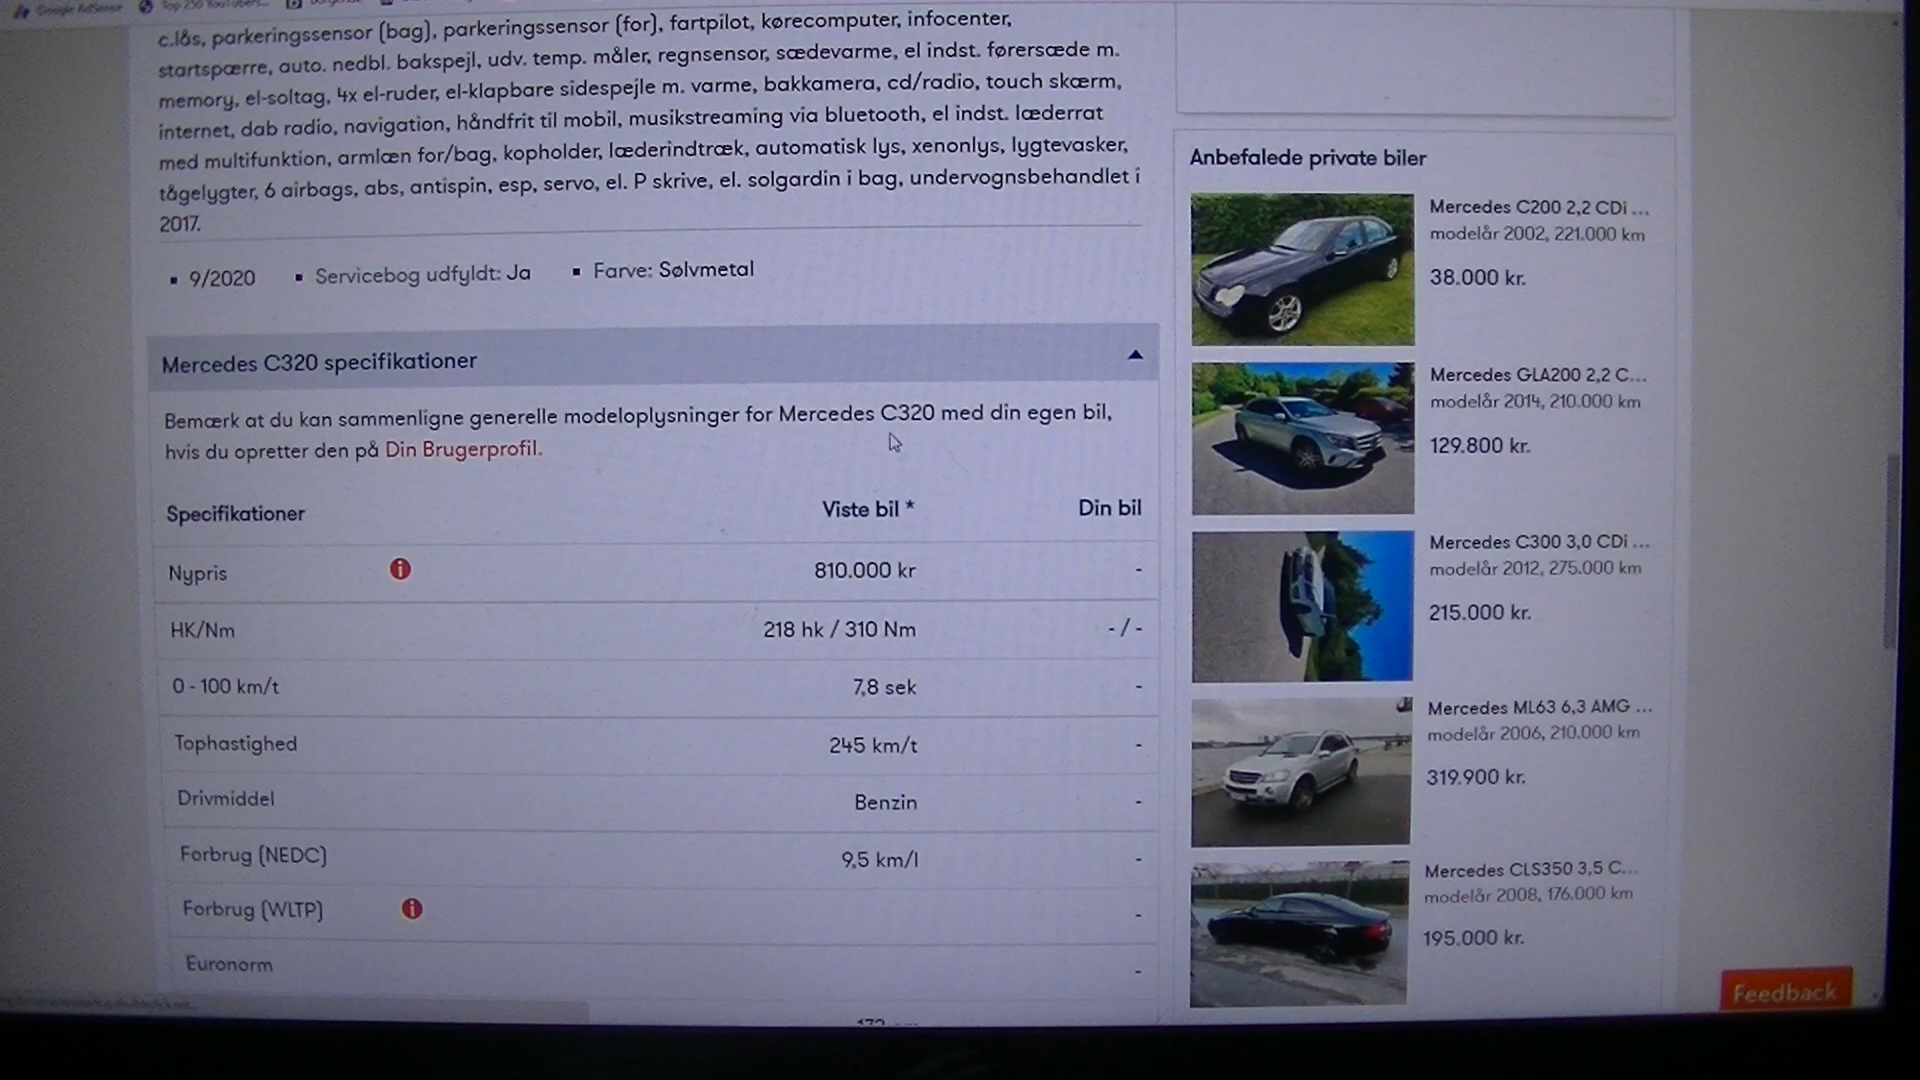 Google AdSense
Top 250 YouTubers...
c.lås, parkeringssensor (bag), parkeringssensor (for), fartpilot, kørecomputer, infocenter,
startspærre, auto. nedbl. bakspejl, udv. temp. måler, regnsensor, sædevarme, el indst. førersæde m.
memory, el-soltag, 4x el-ruder, el-klapbare sidespejle m. varme, bakkamera, cd/radio, touch skærm,
internet, dab radio, navigation, håndfrit til mobil, musikstreaming via bluetooth, el indst. læderrat
med multifunktion, armlæn for/bag, kopholder, læderindtræk, automatisk lys, xenonlys, lygtevasker,
tågelygter, 6 airbags, abs, antispin, esp, servo, el. P skrive, el. solgardin i bag, undervognsbehandlet i
2017.
▪ 9/2020 ▪ Servicebog udfyldt: Ja ▪ Farve: Sølvmetal
Mercedes C320 specifikationer
Bemærk at du kan sammenligne generelle modeloplysninger for Mercedes C320 med din egen bil,
hvis du opretter den på Din Brugerprofil.
Specifikationer Viste bil * Din bil
Nypris 810.000 kr -
HK/Nm 218 hk / 310 Nm - / -
0 - 100 km/t 7,8 sek -
Tophastighed 245 km/t -
Drivmiddel Benzin -
Forbrug (NEDC) 9,5 km/l -
Forbrug (WLTP) -
Euronorm -
Anbefalede private biler
Mercedes C200 2,2 CDi ...
modelår 2002, 221.000 km
38.000 kr.
Mercedes GLA200 2,2 C...
modelår 2014, 210.000 km
129.800 kr.
Mercedes C300 3,0 CDi ...
modelår 2012, 275.000 km
215.000 kr.
Mercedes ML63 6,3 AMG ...
modelår 2006, 210.000 km
319.900 kr.
Mercedes CLS350 3,5 C...
modelår 2008, 176.000 km
195.000 kr.
Feedback